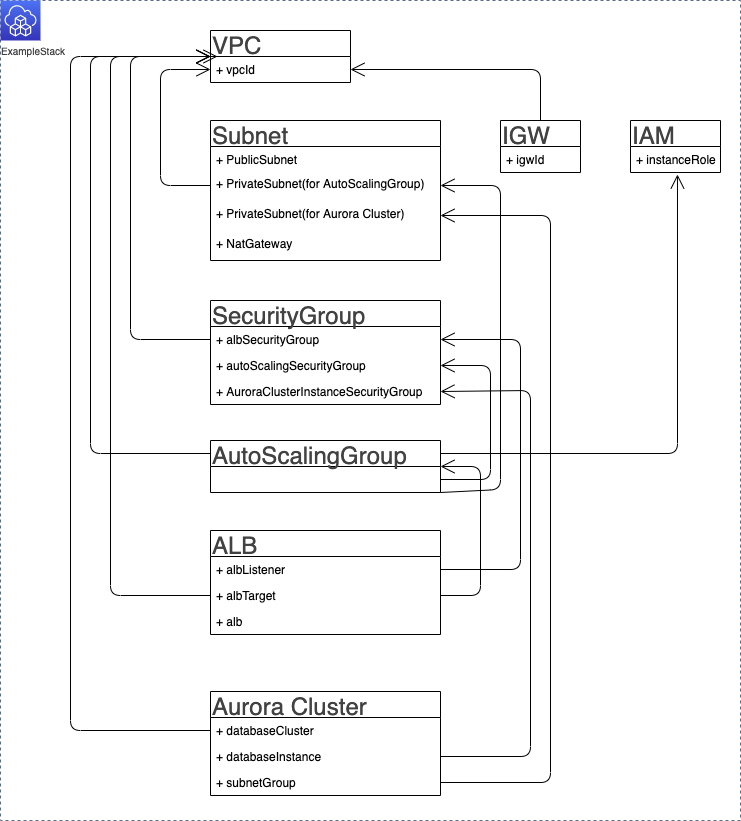 ExampleStack
VPC
+ vpcId
Subnet
+ PublicSubnet
+ PrivateSubnet(for AutoScalingGroup)
+ PrivateSubnet(for Aurora Cluster)
+ NatGateway
IGW
+ igwId
IAM
+ instanceRole
SecurityGroup
+ albSecurityGroup
+ autoScalingSecurityGroup
+ AuroraClusterInstanceSecurityGroup
AutoScalingGroup
ALB
+ albListener
+ albTarget
+ alb
Aurora Cluster
+ databaseCluster
+ databaseInstance
+ subnetGroup